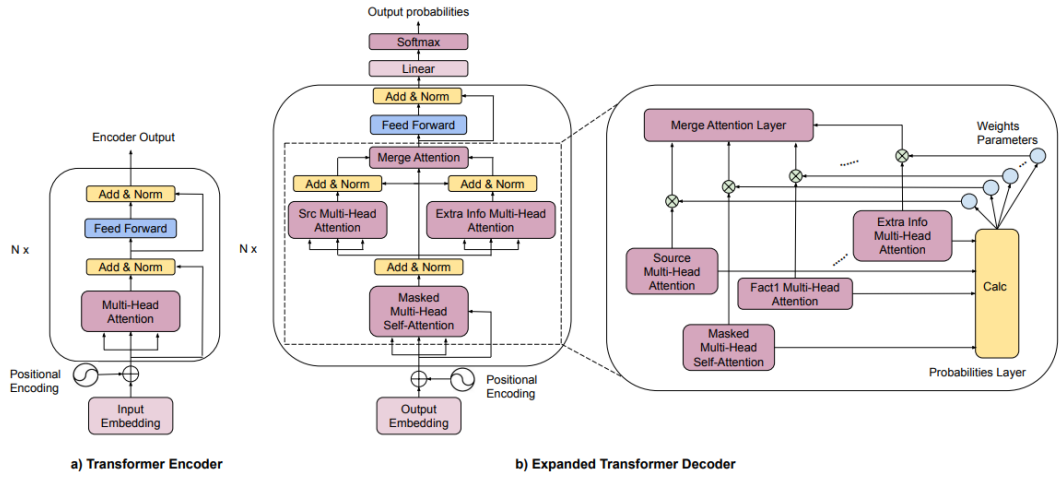 Encoder Output
Add & Norm
Feed Forward
N x
Add & Norm
Multi-Head
Attention
Positional
Encoding
Input
Embedding
a) Transformer Encoder
Output probabilities
Softmax
Linear
Add & Norm
Feed Forward
Merge Attention
Add & Norm
Add & Norm
Src Multi-Head
Attention
Extra Info Multi-Head
Attention
N x
Add & Norm
Masked
Multi-Head
Self-Attention
Positional
Encoding
Output
Embedding
b) Expanded Transformer Decoder
Merge Attention Layer
Weights
Parameters
Extra Info
Multi-Head
Attention
Source
Multi-Head
Attention
Fact1 Multi-Head
Attention
Masked
Multi-Head
Self-Attention
Calc
Probabilities Layer